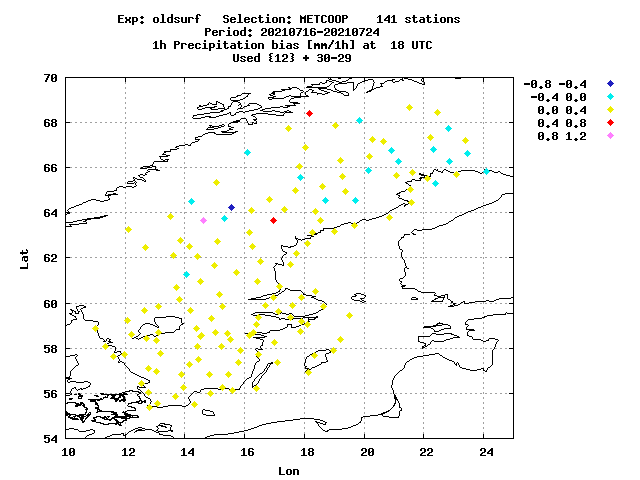 Exp: oldsurf   Selection: METCOOP    141 stations
Period: 20210716-20210724
1h Precipitation bias [mm/1h] at  18 UTC
Used {12} + 30-29
-0.8 -0.4
-0.4 0.0
0.0 0.4
0.4 0.8
0.8 1.2
70
68
66
64
62
60
58
56
54
Lat
10 12 14 16 18 20 22 24
Lon